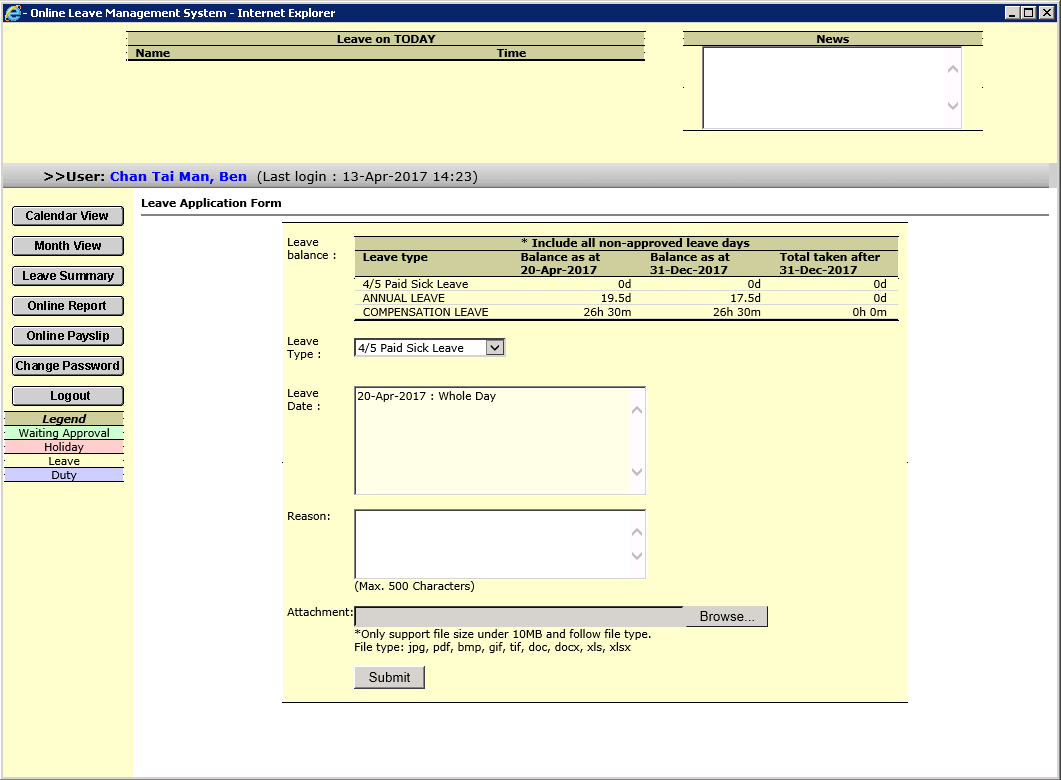 - Online Leave Management System - Internet Explorer
Leave on TODAY
Name Time
News
>>User: Chan Tai Man, Ben (Last login : 13-Apr-2017 14:23)
Calendar View
Month View
Leave Summary
Online Report
Online Payslip
Change Password
Logout
Legend
Waiting Approval
Holiday
Leave
Duty
Leave Application Form
Leave
balance :
* Include all non-approved leave days
Leave type Balance as at Balance as at Total taken after
20-Apr-2017 31-Dec-2017 31-Dec-2017
4/5 Paid Sick Leave 0d 0d 0d
ANNUAL LEAVE 19.5d 17.5d 0d
COMPENSATION LEAVE 26h 30m 26h 30m 0h 0m
Leave
Type :
4/5 Paid Sick Leave
Leave
Date :
20-Apr-2017 : Whole Day
Reason:
(Max. 500 Characters)
Attachment:
Browse...
*Only support file size under 10MB and follow file type.
File type: jpg, pdf, bmp, gif, tif, doc, docx, xls, xlsx
Submit